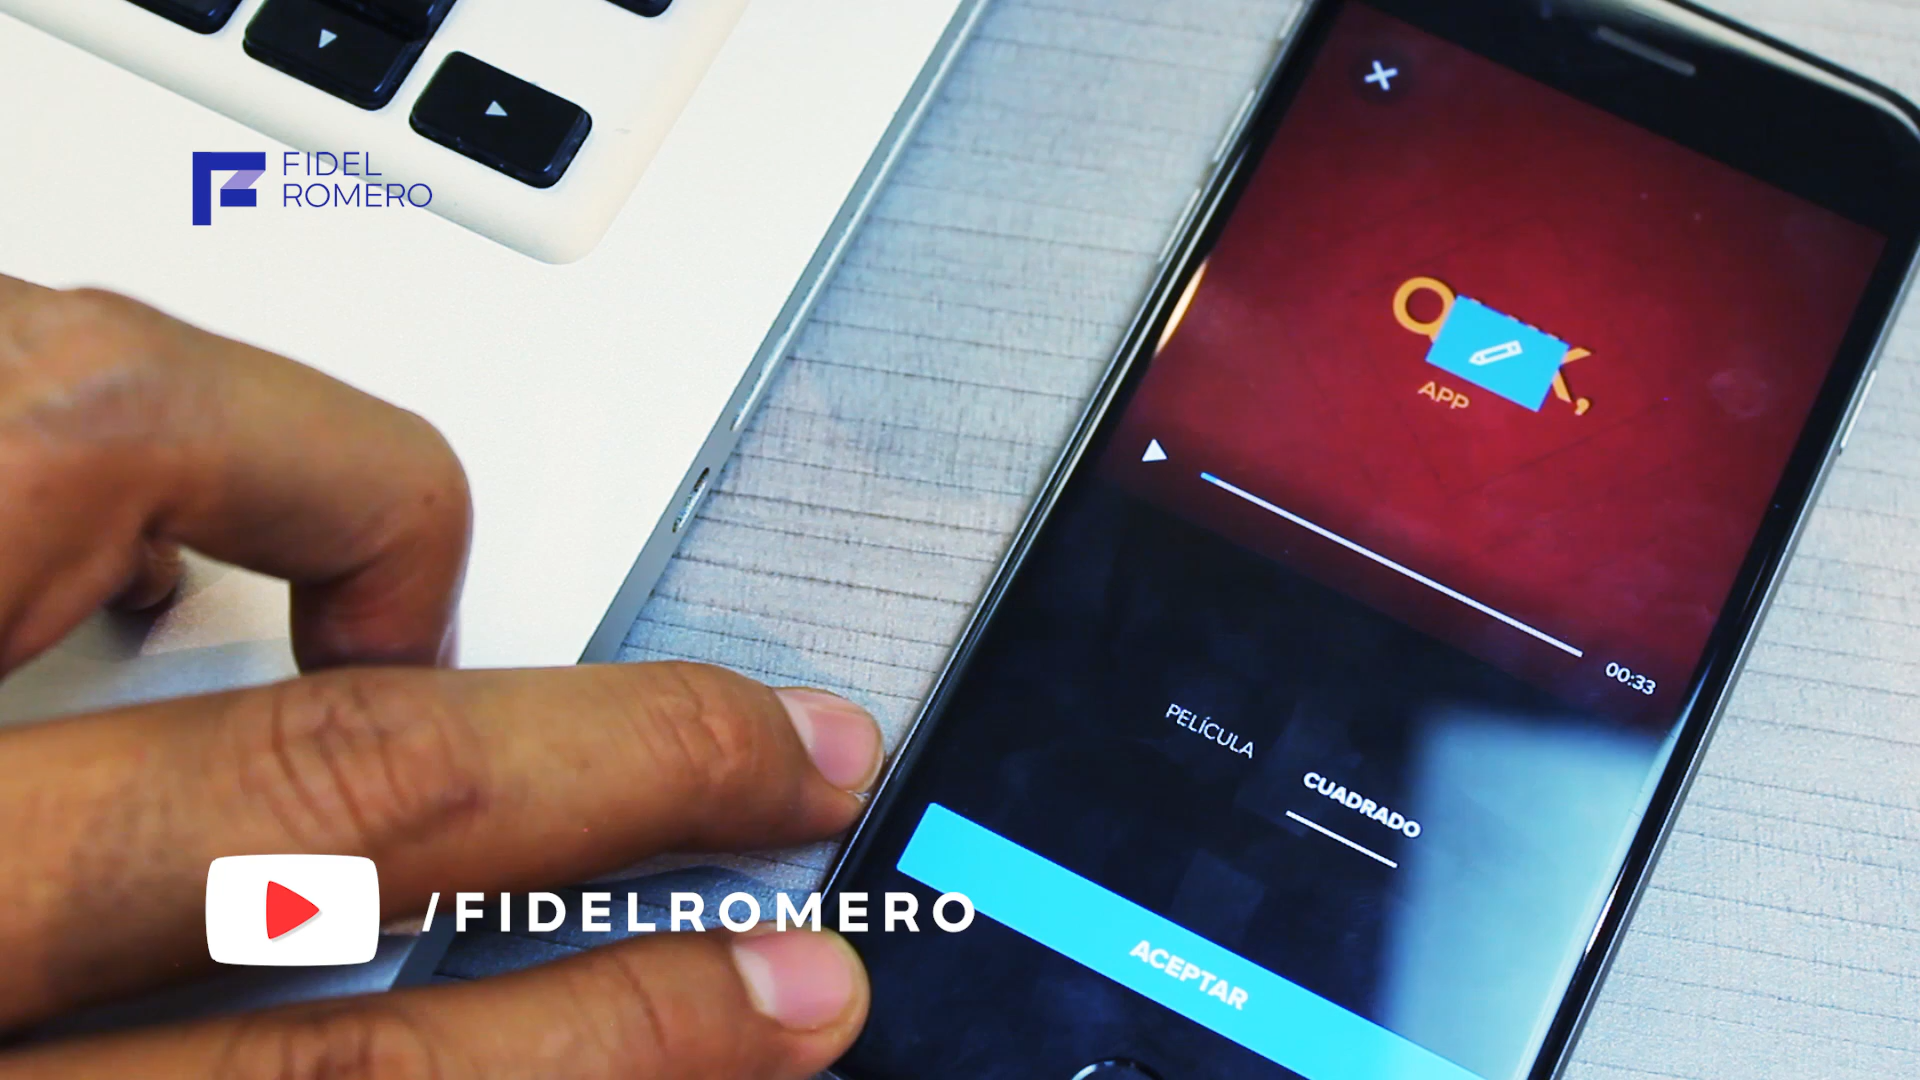 FIDEL
ROMERO
APP
00:33
PELÍCULA
CUADRADO
ACEPTAR
/FIDELROMERO